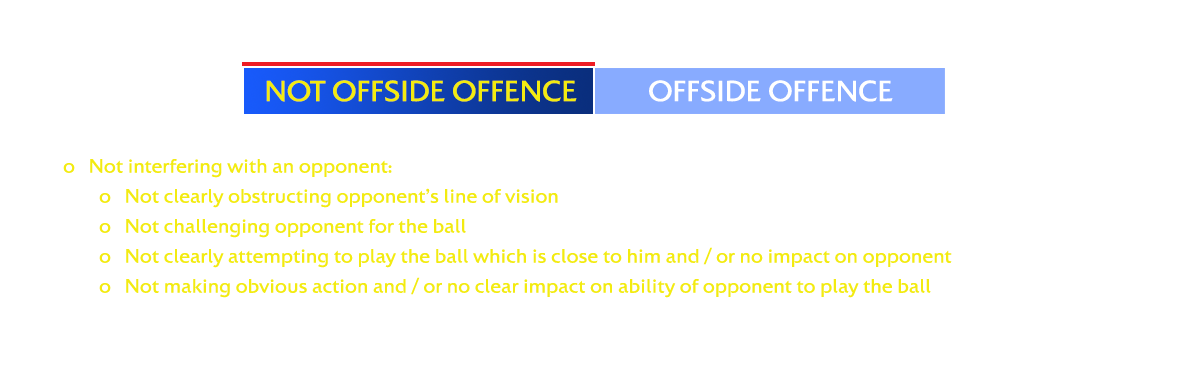 NOT OFFSIDE OFFENCE OFFSIDE OFFENCE
o Not interfering with an opponent:
o Not clearly obstructing opponent’s line of vision
o Not challenging opponent for the ball
o Not clearly attempting to play the ball which is close to him and / or no impact on opponent
o Not making obvious action and / or no clear impact on ability of opponent to play the ball